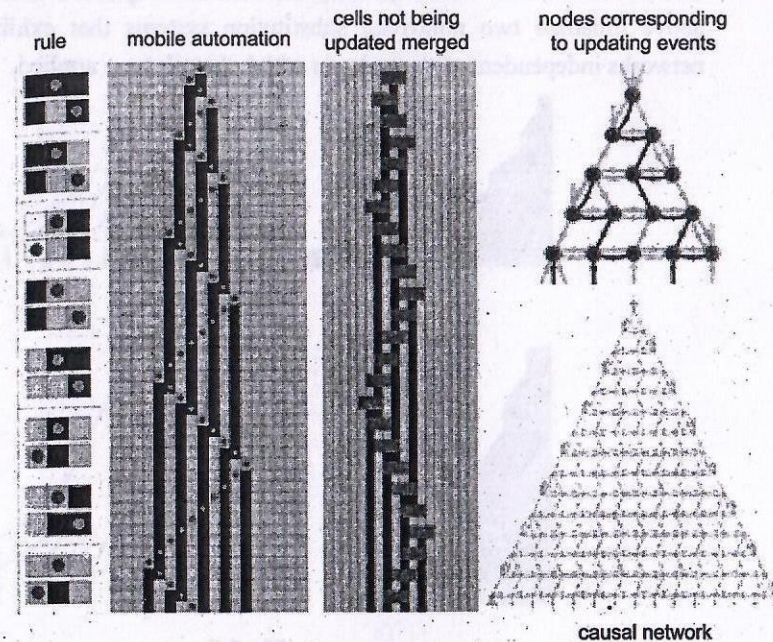 rule
mobile automation
cells not being
updated merged
nodes corresponding
to updating events
causal network